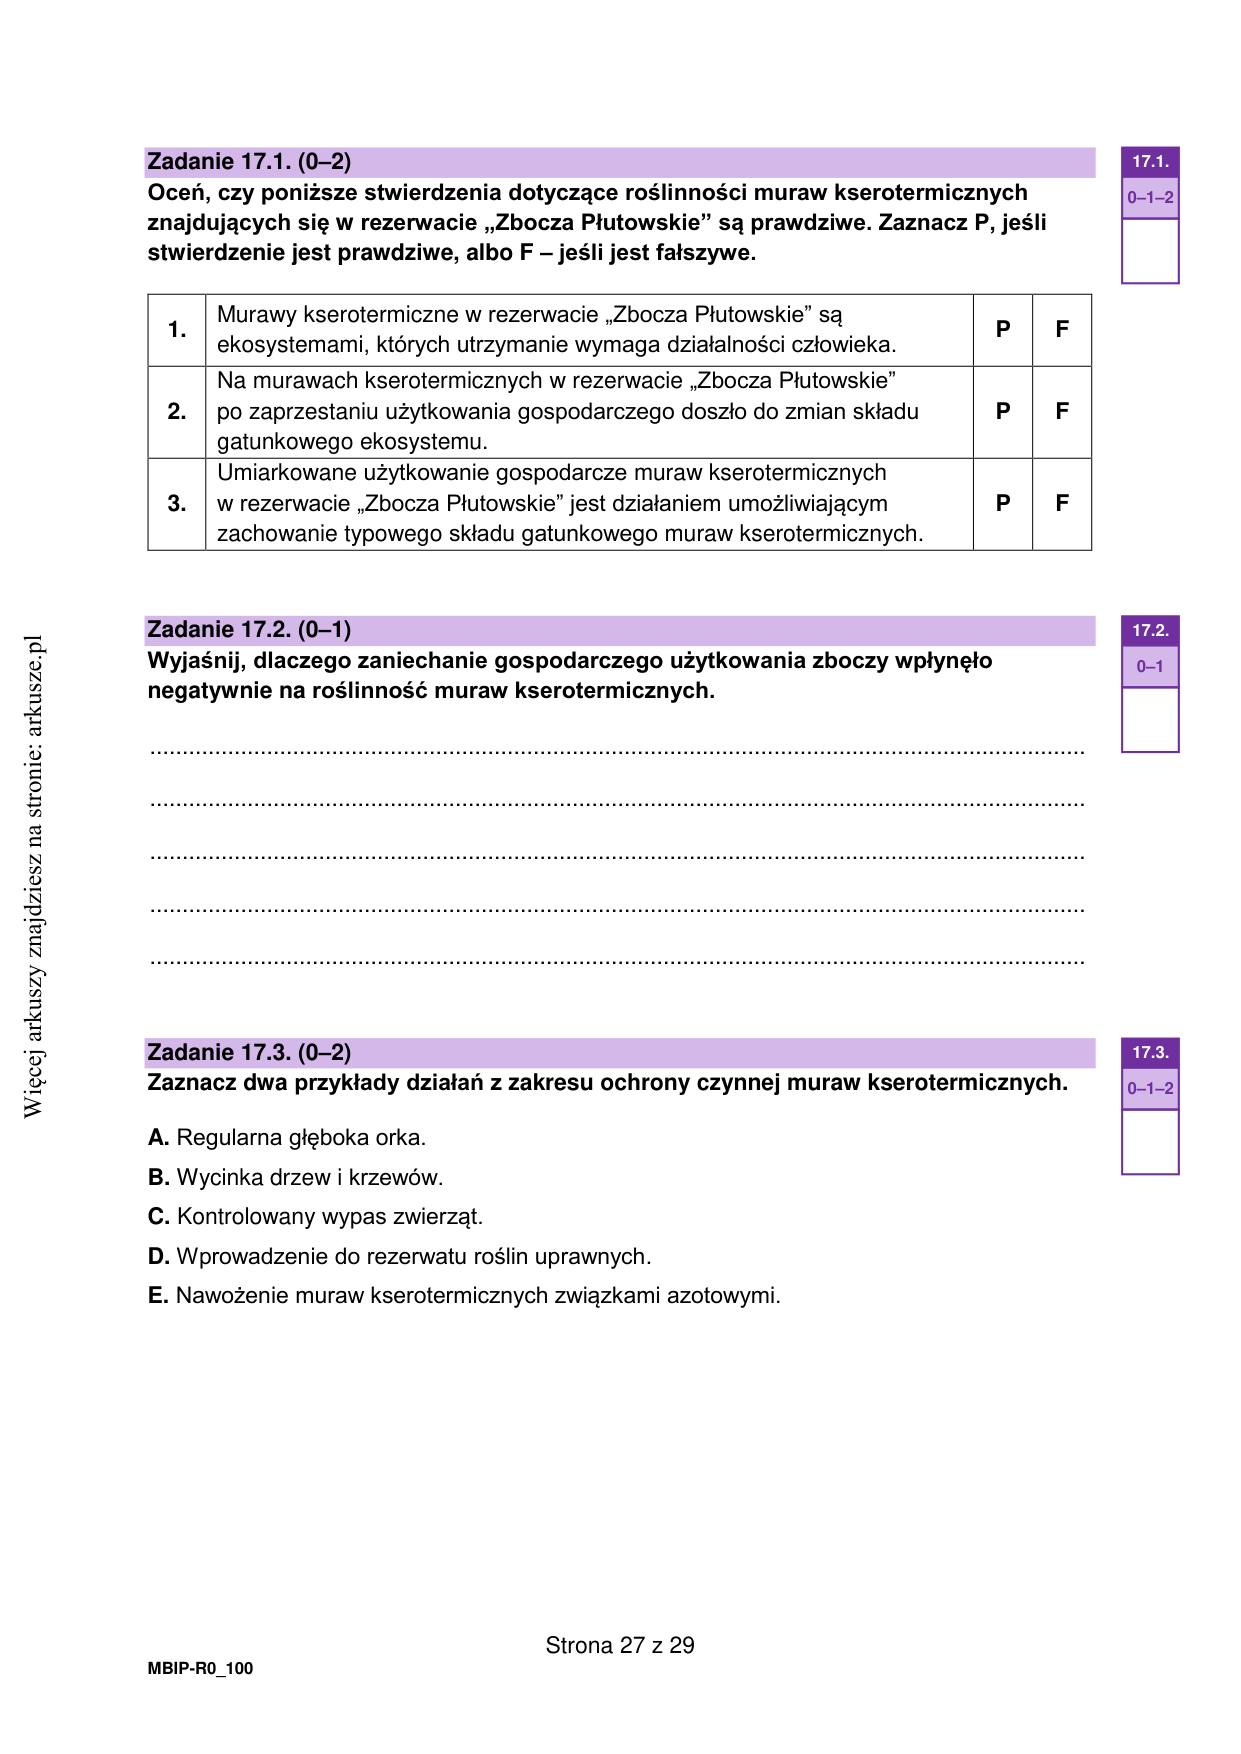 Zadanie 17.1. (0–2)
17.1.
0–1–2
Oceń, czy poniższe stwierdzenia dotyczące roślinności muraw kserotermicznych
znajdujących się w rezerwacie „Zbocza Płutowskie” są prawdziwe. Zaznacz P, jeśli
stwierdzenie jest prawdziwe, albo F – jeśli jest fałszywe.
1. Murawy kserotermiczne w rezerwacie „Zbocza Płutowskie” są P F
ekosystemami, których utrzymanie wymaga działalności człowieka.
2. Na murawach kserotermicznych w rezerwacie „Zbocza Płutowskie” P F
po zaprzestaniu użytkowania gospodarczego doszło do zmian składu
gatunkowego ekosystemu.
3. Umiarkowane użytkowanie gospodarcze muraw kserotermicznych P F
w rezerwacie „Zbocza Płutowskie” jest działaniem umożliwiającym
zachowanie typowego składu gatunkowego muraw kserotermicznych.
Zadanie 17.2. (0–1)
17.2.
0–1
Wyjaśnij, dlaczego zaniechanie gospodarczego użytkowania zboczy wpłynęło
negatywnie na roślinność muraw kserotermicznych.
Zadanie 17.3. (0–2)
17.3.
0–1–2
Zaznacz dwa przykłady działań z zakresu ochrony czynnej muraw kserotermicznych.
A. Regularna głęboka orka.
B. Wycinka drzew i krzewów.
C. Kontrolowany wypas zwierząt.
D. Wprowadzenie do rezerwatu roślin uprawnych.
E. Nawożenie muraw kserotermicznych związkami azotowymi.
Więcej arkuszy znajdziesz na stronie: arkusze.pl
Strona 27 z 29
MBIP-R0_100